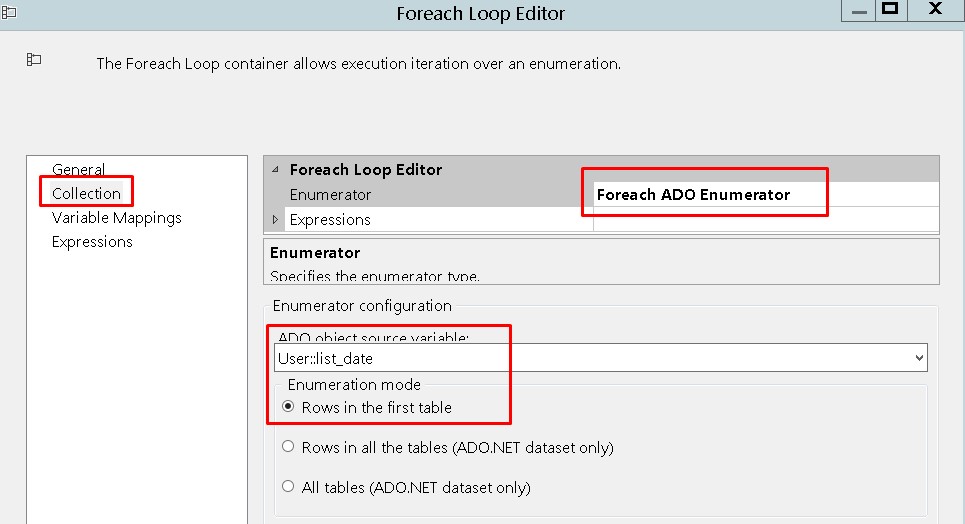 Foreach Loop Editor
The Foreach Loop container allows execution iteration over an enumeration.
General
Collection
Variable Mappings
Expressions
Foreach Loop Editor
Enumerator Foreach ADO Enumerator
Expressions
Enumerator
Specifies the enumerator type.
Enumerator configuration
ADO object source variable:
User::list_date
Enumeration mode
Rows in the first table
Rows in all the tables (ADO.NET dataset only)
All tables (ADO.NET dataset only)